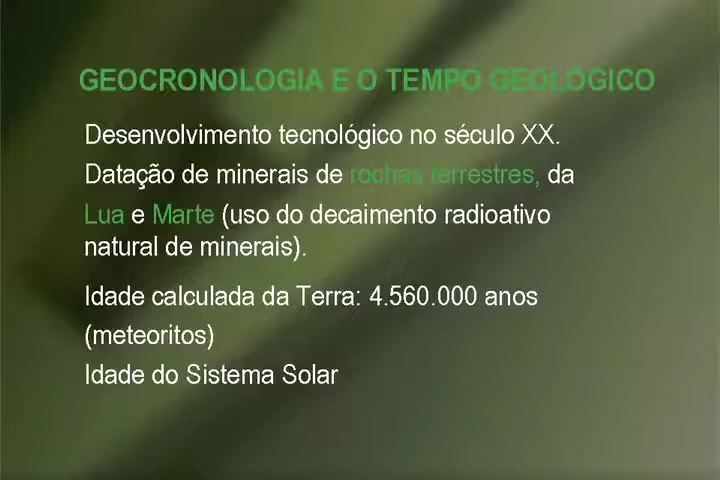 GEOCRONOLOGIA E O TEMPO GEOLÓGICO
Desenvolvimento tecnológico no século XX.
Datação de minerais de rochas terrestres, da
Lua e Marte (uso do decaimento radioativo
natural de minerais).
Idade calculada da Terra: 4.560.000 anos
(meteoritos)
Idade do Sistema Solar